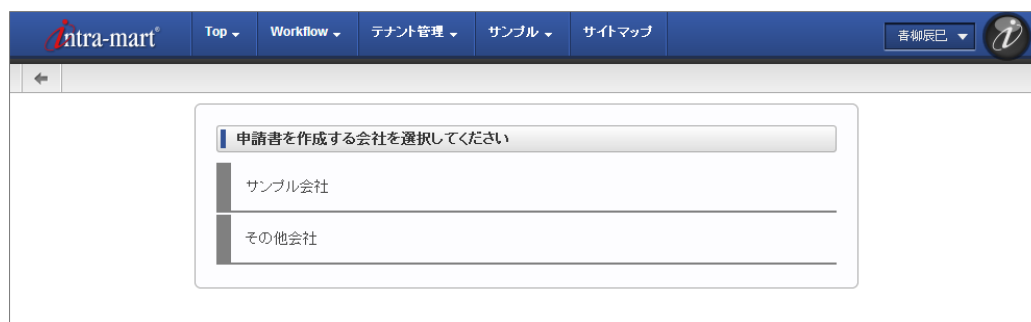 intra-mart® Top Workflow テナント管理 サンプル サイトマップ 青柳辰巳
申請書を作成する会社を選択してください
サンプル会社
その他会社